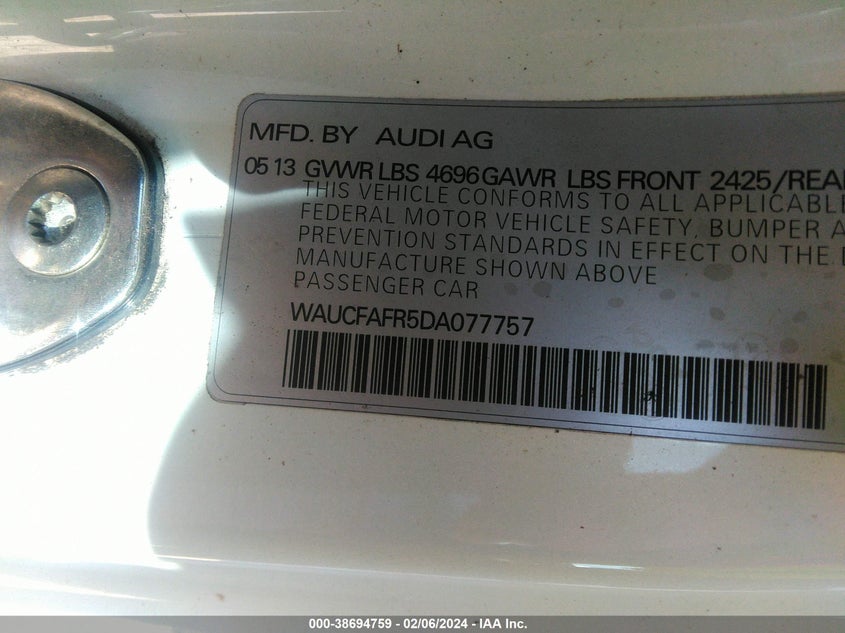 MFD. BY AUDI AG
05 13 GVWR LBS 4696 GAWR LBS FRONT 2425/REAR
THIS VEHICLE CONFORMS TO ALL APPLICABLE
FEDERAL MOTOR VEHICLE SAFETY, BUMPER A
PREVENTION STANDARDS IN EFFECT ON THE
MANUFACTURE SHOWN ABOVE
PASSENGER CAR
WAUCFAFR5DA077757
000-38694759 - 02/06/2024 - IAA Inc.